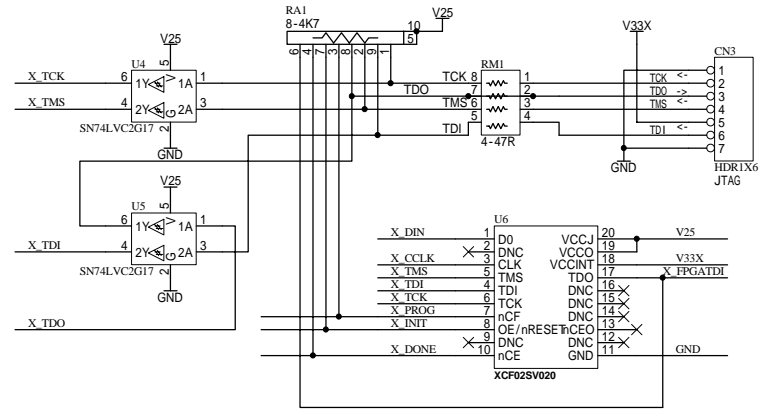 RA1
8-4K7
10
V25
5
6 4 7 3 8 2 9 1
V25
U4
5
X_TCK 6 1Y V 1A 1
X_TMS 4 2Y G 2A 3
SN74LVC2G17
2
GND
TCK 8
TDO 7
TMS 6
TDI 5
RM1
1
2
3
4
4-47R
V33X
CN3
TCK <- 
TDO ->
TMS <-
TDI <-
1
2
3
4
5
6
7
GND
HDR1X6
JTAG
V25
U5
5
6 1Y V 1A 1
X_TDI 4 2Y G 2A 3
SN74LVC2G17
2
GND
X_TDO
U6
X_DIN 1 D0 VCCJ 20 V25
2 DNC VCCO 19
X_CCLK 3 CLK VCCINT 18 V33X
X_TMS 5 TMS TDO 17 X_FPGATDI
X_TDI 4 TDI DNC 16
X_TCK 6 TCK DNC 15
X_PROG 7 nCF DNC 14
X_INIT 8 OE/nRESET nCEO 13
9 DNC DNC 12
X_DONE 10 nCE GND 11 GND
XCF02SV020